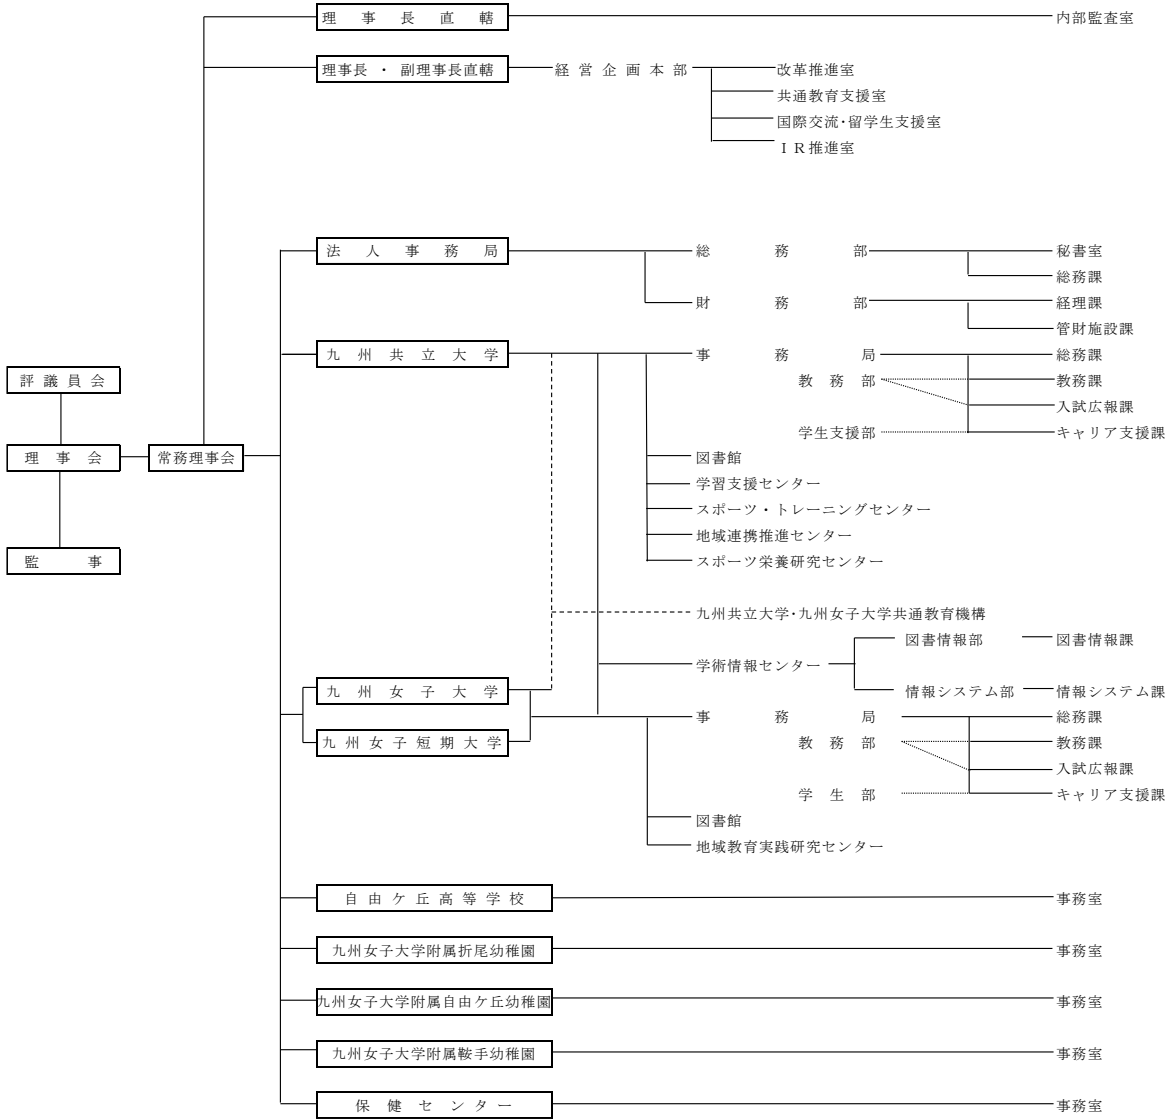 理事長直轄 内部監査室
理事長・副理事長直轄 経営企画本部 改革推進室
共通教育支援室
国際交流・留学生支援室
ＩＲ推進室
法人事務局 総務部 秘書室
総務課
財務部 経理課
管財施設課
九州共立大学 事務局 総務課
評議員会 教務部 教務課
入試広報課
学生支援部 キャリア支援課
理事会 常務理事会 図書館
学習支援センター
スポーツ・トレーニングセンター
地域連携推進センター
監事 スポーツ栄養研究センター
九州共立大学・九州女子大学共通教育機構
図書情報部 図書情報課
学術情報センター
九州女子大学 情報システム部 情報システム課
事務局 総務課
九州女子短期大学 教務部 教務課
入試広報課
学生部 キャリア支援課
図書館
地域教育実践研究センター
自由ケ丘高等学校 事務室
九州女子大学附属折尾幼稚園 事務室
九州女子大学附属自由ケ丘幼稚園 事務室
九州女子大学附属鞍手幼稚園 事務室
保健センター 事務室